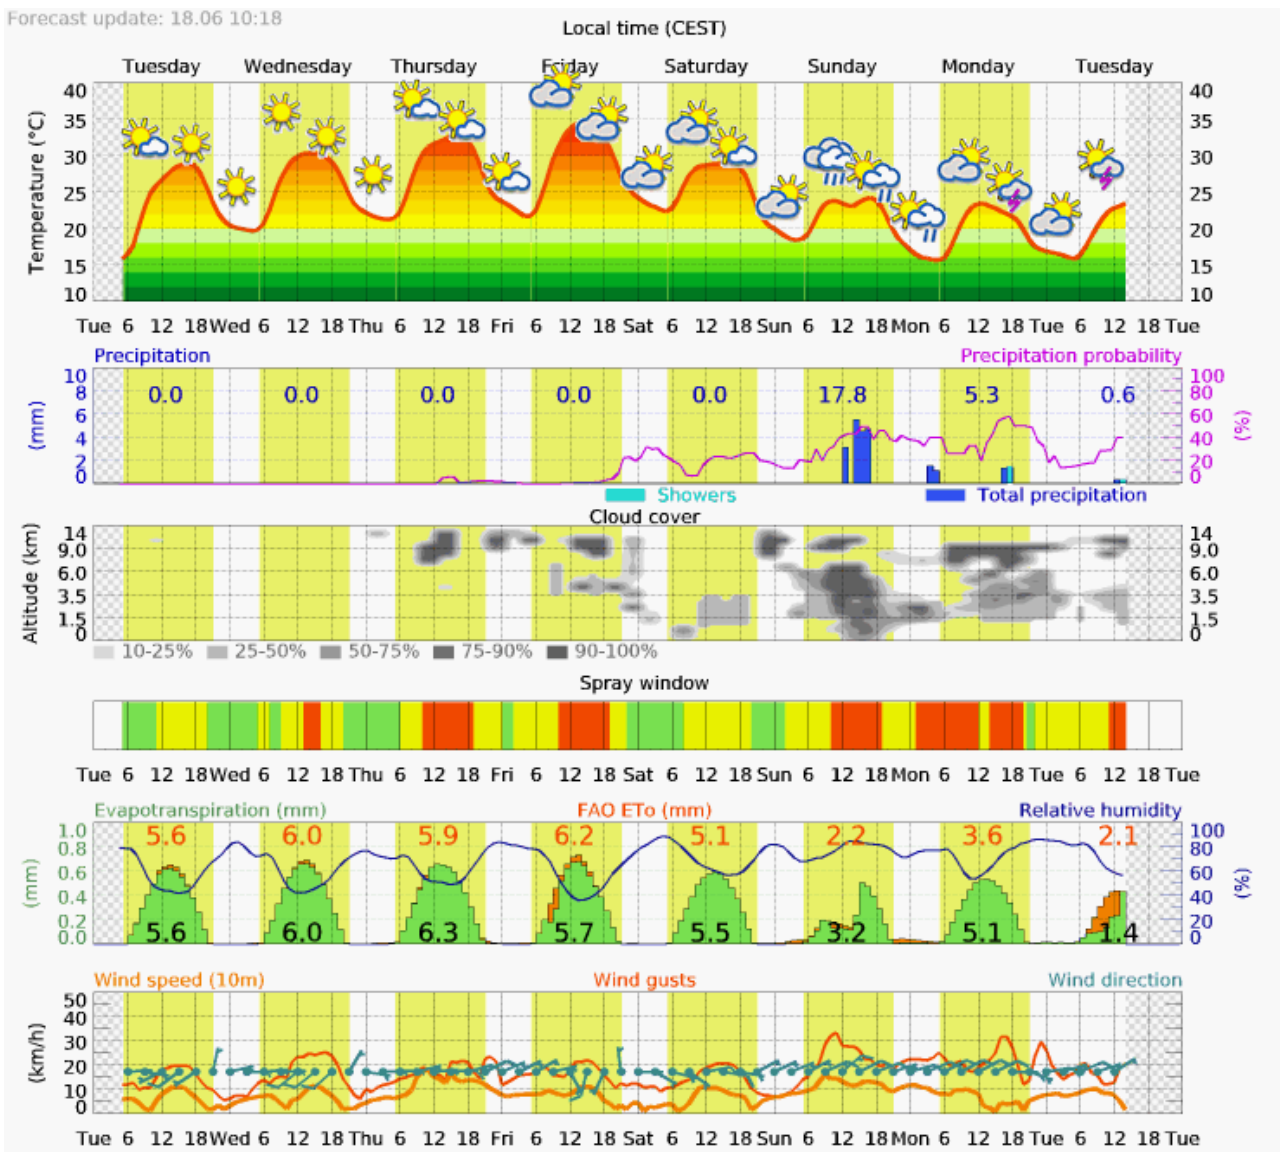 Forecast update: 18.06 10:18
Local time (CEST)
Tuesday Wednesday Thursday Friday Saturday Sunday Monday Tuesday
Temperature (°C)
40 40
35 35
30 30
25 25
20 20
15 15
10 10
Tue 6 12 18 Wed 6 12 18 Thu 6 12 18 Fri 6 12 18 Sat 6 12 18 Sun 6 12 18 Mon 6 12 18 Tue 6 12 18 Tue
Precipitation Precipitation probability
(mm) (%)
10 100
8 80
6 60
4 40
2 20
0 0
0.0 0.0 0.0 0.0 0.0 17.8 5.3 0.6
Showers Total precipitation
Cloud cover
Altitude (km)
14 14
9.0 9.0
6.0 6.0
3.5 3.5
1.5 1.5
0 0
10-25% 25-50% 50-75% 75-90% 90-100%
Spray window
Tue 6 12 18 Wed 6 12 18 Thu 6 12 18 Fri 6 12 18 Sat 6 12 18 Sun 6 12 18 Mon 6 12 18 Tue 6 12 18 Tue
Evapotranspiration (mm) FAO ETo (mm) Relative humidity
(mm) (%)
1.0 100
0.8 80
0.6 60
0.4 40
0.2 20
0.0 0
5.6 6.0 5.9 6.2 5.1 2.2 3.6 2.1
5.6 6.0 6.3 5.7 5.5 3.2 5.1 1.4
Wind speed (10m) Wind gusts Wind direction
(km/h)
50
40
30
20
10
0
Tue 6 12 18 Wed 6 12 18 Thu 6 12 18 Fri 6 12 18 Sat 6 12 18 Sun 6 12 18 Mon 6 12 18 Tue 6 12 18 Tue